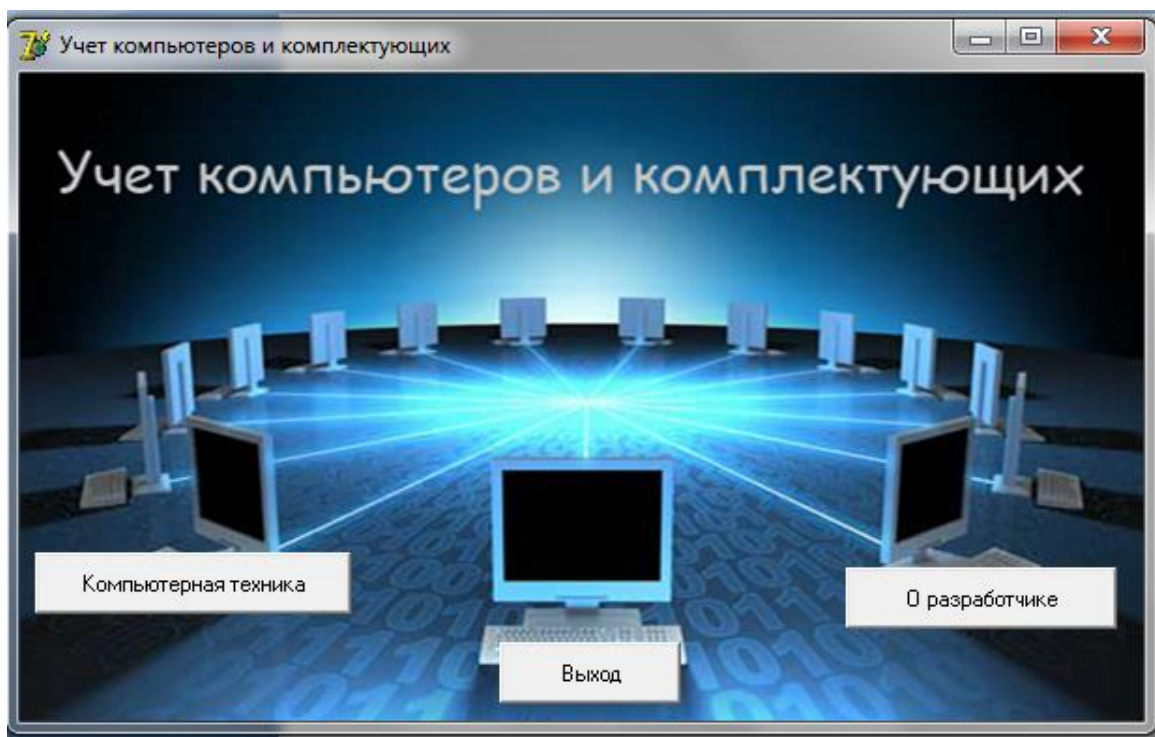 Учет компьютеров и комплектующих
Учет компьютеров и комплектующих
Компьютерная техника
О разработчике
Выход